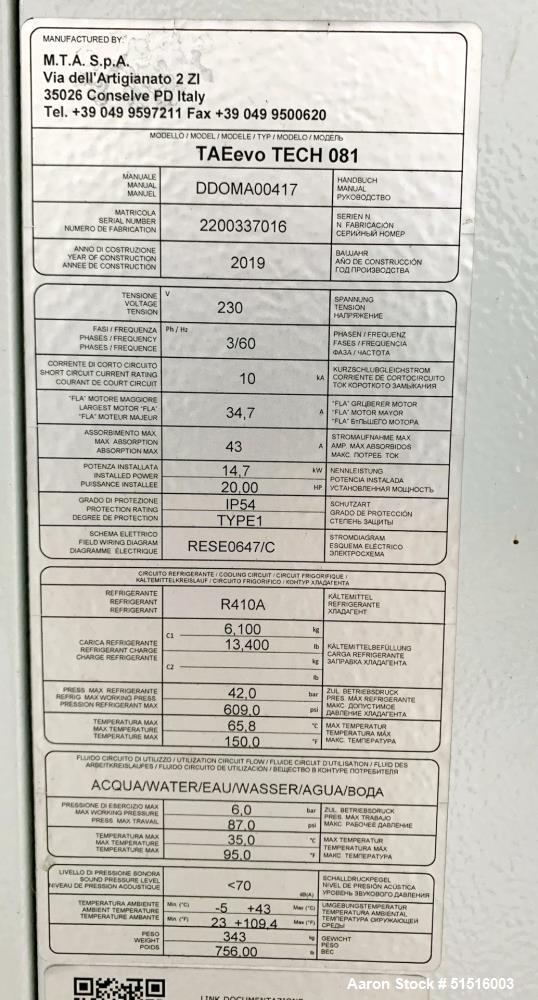 MANUFACTURED BY:
M.T.A. S.p.A.
Via dell'Artigianato 2 ZI
35026 Conselve PD Italy
Tel. +39 049 9597211 Fax +39 049 9500620
MODELLO / MODEL / MODELE / TYP / MODELO / МОДЕЛЬ
TAEevo TECH 081
MANUALE
MANUAL
MANUEL
DDOMA00417
HANDBUCH
MANUAL
РУКОВОДСТВО
MATRICOLA
SERIAL NUMBER
NUMERO DE FABRICATION
2200337016
SERIEN N.
N. FABRICACIÓN
СЕРИЙНЫЙ НОМЕР
ANNO DI COSTRUZIONE
YEAR OF CONSTRUCTION
ANNEE DE CONSTRUCTION
2019
BAUJAHR
AÑO DE CONSTRUCCIÓN
ГОД ПРОИЗВОДСТВА
TENSIONE
VOLTAGE
TENSION
V
230
SPANNUNG
TENSION
НАПРЯЖЕНИЕ
FASI / FREQUENZA
PHASES / FREQUENCY
PHASES / FREQUENCE
Ph / Hz
3/60
PHASEN / FREQUENZ
FASES / FREQUENCIA
ФАЗА / ЧАСТОТА
CORRENTE DI CORTO CIRCUITO
SHORT CIRCUIT CURRENT RATING
COURANT DE COURT CIRCUIT
10
kA
KURZSCHLUßGLEICHSTROM
CORRIENTE DE CORTOCIRCUITO
ТОК КОРОТКОГО ЗАМЫКАНИЯ
"FLA" MOTORE MAGGIORE
LARGEST MOTOR "FLA"
"FLA" MOTEUR MAJEUR
34,7
A
"FLA" MOTOR MAYOR
ASSORBIMENTO MAX.
MAX ABSORPTION
ABSORPTION MAX
43
A
STROMAUFNAHME MAX
AMP. MÁX ABSORBIDOS
МАКС. ПОТРЕБ. ТОК
POTENZA INSTALLATA
INSTALLED POWER
PUISSANCE INSTALLEE
14,7 kW
20,00 HP
NENNLEISTUNG
POTENCIA INSTALADA
УСТАНОВЛЕННАЯ МОЩНОСТЬ
GRADO DI PROTEZIONE
PROTECTION RATING
DEGREE DE PROTECTION
IP54
TYPE1
SCHUTZART
GRADO DE PROTECCIÓN
СТЕПЕНЬ ЗАЩИТЫ
SCHEMA ELETTRICO
FIELD WIRING DIAGRAM
DIAGRAMME ÉLECTRIQUE
RESE0647/C
STROMDIAGRAM
ESQUEMA ELÉCTRICO
ЭЛЕКТРОСХЕМА
CIRCUITO REFRIGERANTE / COOLING CIRCUIT / CIRCUIT FRIGORIFIQUE /
KÄLTEMITTELKREISLAUF / CIRCUITO FRIGORIFICO / КОНТУР ХЛАДАГЕНТА
REFRIGERANTE
REFRIGERANT
REFRIGERANT
R410A
KÄLTEMITTEL
REFRIGERANTE
ХЛАДАГЕНТ
CARICA REFRIGERANTE
REFRIGERANT CHARGE
CHARGE REFRIGERANTE
C1
6,100 kg
13,400 lb
C2
kg
lb
KÄLTEMITTELBEFÜLLUNG
CARGA REFRIGERANTE
ЗАПРАВКА ХЛАДАГЕНТА
PRESS MAX REFRIGERANTE
REFRIG. MAX WORKING PRESS
PRESSION REFRIGERANT MAX
42,0 bar
609,0 psi
ZUL. BETRIEBSDRUCK
PRES. MÁX REFRIGERANTE
МАКС. ДОПУСТИМОЕ
ДАВЛЕНИЕ ХЛАДАГЕНТА
TEMPERATURA MAX
MAX TEMPERATURE
TEMPERATURE MAX
65,8 °C
150,0 °F
MAX TEMPERATUR
TEMPERATURA MÁX
МАКС. ТЕМПЕРАТУРА
FLUIDO CIRCUITO DI UTILIZZO / UTILIZATION CIRCUIT FLOW / FLUIDE CIRCUIT D'UTILISATION / FLUID DES
ARBEITKREISLAUFES / FLUIDO CIRCUITO DE UTILIZACIÓN / ВЕЩЕСТВО В КОНТУРЕ ПОТРЕБИТЕЛЯ
ACQUA/WATER/EAU/WASSER/AGUA/ВОДА
PRESSIONE DI ESERCIZIO MAX
MAX WORKING PRESSURE
PRESS. MAX TRAVAIL
6,0 bar
87,0 psi
ZUL. BETRIEBSDRUCK
PRES. MÁX TRABAJO
МАКС. РАБОЧЕЕ ДАВЛЕНИЕ
TEMPERATURA MAX
MAX TEMPERATURE
TEMPERATURE MAX
35,0 °C
95,0 °F
MAX TEMPERATUR
TEMPERATURA MÁX
МАКС. ТЕМПЕРАТУРА
LIVELLO DI PRESSIONE SONORA
SOUND PRESSURE LEVEL
NIVEAU DE PRESSION ACOUSTIQUE
<70
dB(A)
SCHALLDRUCKPEGEL
NIVEL DE PRESIÓN ACÚSTICA
УРОВЕНЬ ЗВУКОВОГО ДАВЛЕНИЯ
TEMPERATURA AMBIENTE
AMBIENT TEMPERATURE
TEMPERATURE AMBIANTE
Min. (°C) -5 +43 Max (°C)
Min. (°F) 23 +109,4 Max (°F)
UMGEBUNGSTEMPERATUR
TEMPERATURA AMBIENTAL
ТЕМПЕРАТУРА ОКРУЖАЮЩЕЙ
СРЕДЫ
PESO
WEIGHT
POIDS
343 kg
756,00 lb
GEWICHT
PESO
ВЕС
LINK DOCUMENTAZIONE
Aaron Stock # 51516003